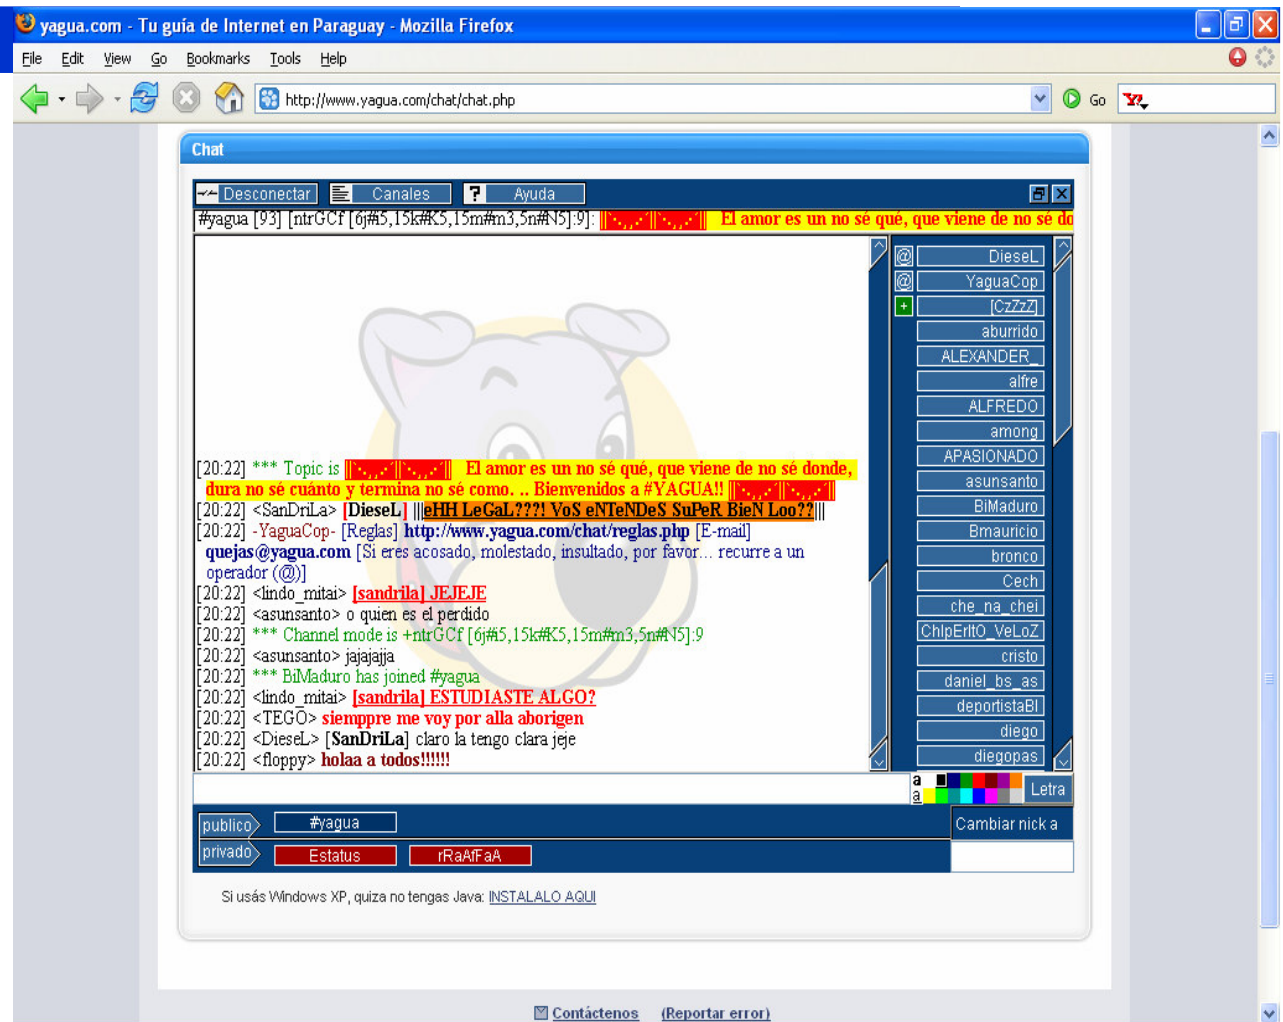 yagua.com - Tu guía de Internet en Paraguay - Mozilla Firefox
File Edit View Go Bookmarks Tools Help
http://www.yagua.com/chat/chat.php Go Y!
Chat
Desconectar Canales ? Ayuda
#yagua [93] [ntrGCf [6j#i5,15k#K5,15m#m3,5n#N5]:9]: ||`·.,¸,.·´||`·.,¸,.·´|| El amor es un no sé qué, que viene de no sé do
@ DieseL
@ YaguaCop
+ [CzZzZ]
aburrido
ALEXANDER_
alfre
ALFREDO
among
APASIONADO
asunsanto
BiMaduro
Bmauricio
bronco
Cech
che_na_chei
ChIpErItO_VeLoZ
cristo
daniel_bs_as
deportistaBI
diego
diegopas
[20:22] *** Topic is ||`·.,¸,.·´||`·.,¸,.·´|| El amor es un no sé qué, que viene de no sé donde,
dura no sé cuánto y termina no sé como. .. Bienvenidos a #YAGUA!! ||`·.,¸,.·´||`·.,¸,.·´||
[20:22] <SanDriLa> [DieseL] |||eHH LeGaL???! VoS eNTeNDeS SuPeR BieN Loo??|||
[20:22] -YaguaCop- [Reglas] http://www.yagua.com/chat/reglas.php [E-mail]
quejas@yagua.com [Si eres acosado, molestado, insultado, por favor... recurre a un
operador (@)]
[20:22] <lindo_mitai> [sandrila] JEJEJE
[20:22] <asunsanto> o quien es el perdido
[20:22] *** Channel mode is +ntrGCf [6j#i5,15k#K5,15m#m3,5n#N5]:9
[20:22] <asunsanto> jajajajja
[20:22] *** BiMaduro has joined #yagua
[20:22] <lindo_mitai> [sandrila] ESTUDIASTE ALGO?
[20:22] <TEGO> siemppre me voy por alla aborigen
[20:22] <DieseL> [SanDriLa] claro la tengo clara jeje
[20:22] <floppy> holaa a todos!!!!!!
a
a Letra
publico #yagua Cambiar nick a
privado Estatus rRaAfFaA
Si usás Windows XP, quiza no tengas Java: INSTALALO AQUI
Contáctenos (Reportar error)